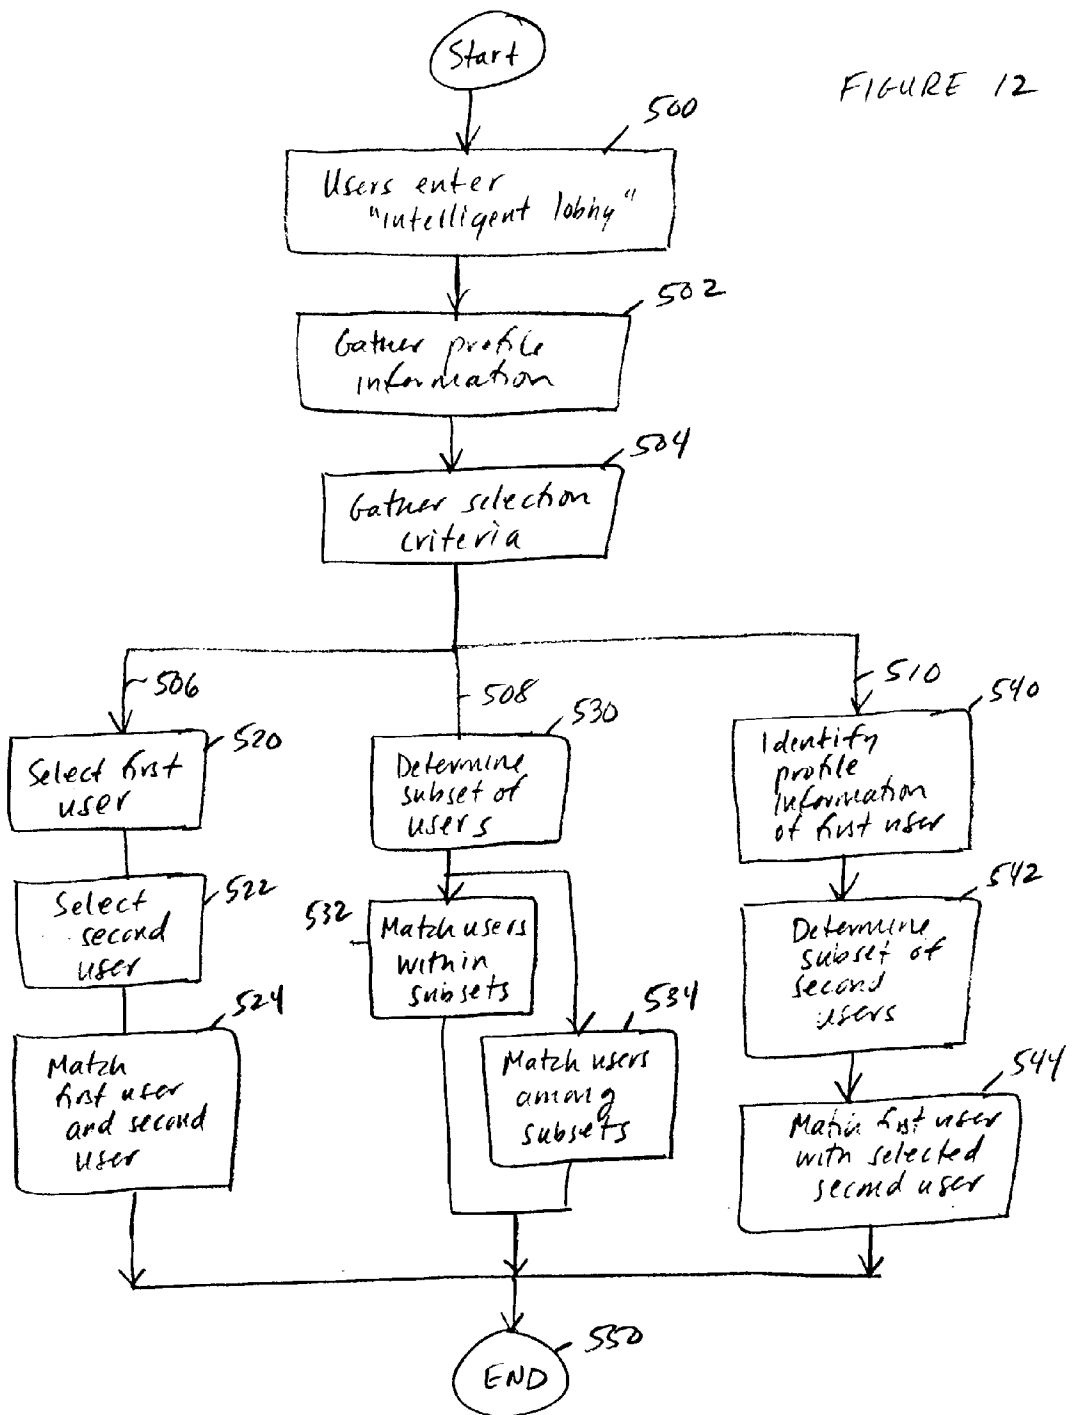 Start
FIGURE 12
500
Users enter
"intelligent lobby"
502
Gather profile
information
504
Gather selection
criteria
506
508
510
520
Select first
user
530
Determine
subset of
users
540
Identify
profile
information
of first user
522
Select
second
user
532
Match users
within
subsets
542
Determine
subset of
second
users
524
Match
first user
and second
user
534
Match users
among
subsets
544
Match first user
with selected
second user
550
END